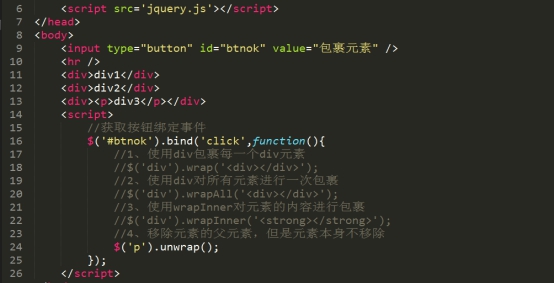 6 <script src='jquery.js'></script>
7 </head>
8 <body>
9 <input type="button" id="btnok" value="包裹元素" />
10 <hr />
11 <div>div1</div>
12 <div>div2</div>
13 <div><p>div3</p></div>
14 <script>
15 //获取按钮绑定事件
16 $('#btnok').bind('click',function(){
17 //1、使用div包裹每一个div元素
18 //$('div').wrap('<div></div>');
19 //2、使用div对所有元素进行一次包裹
20 //$('div').wrapAll('<div></div>');
21 //3、使用wrapInner对元素的内容进行包裹
22 //$('div').wrapInner('<strong></strong>');
23 //4、移除元素的父元素，但是元素本身不移除
24 $('p').unwrap();
25 });
26 </script>